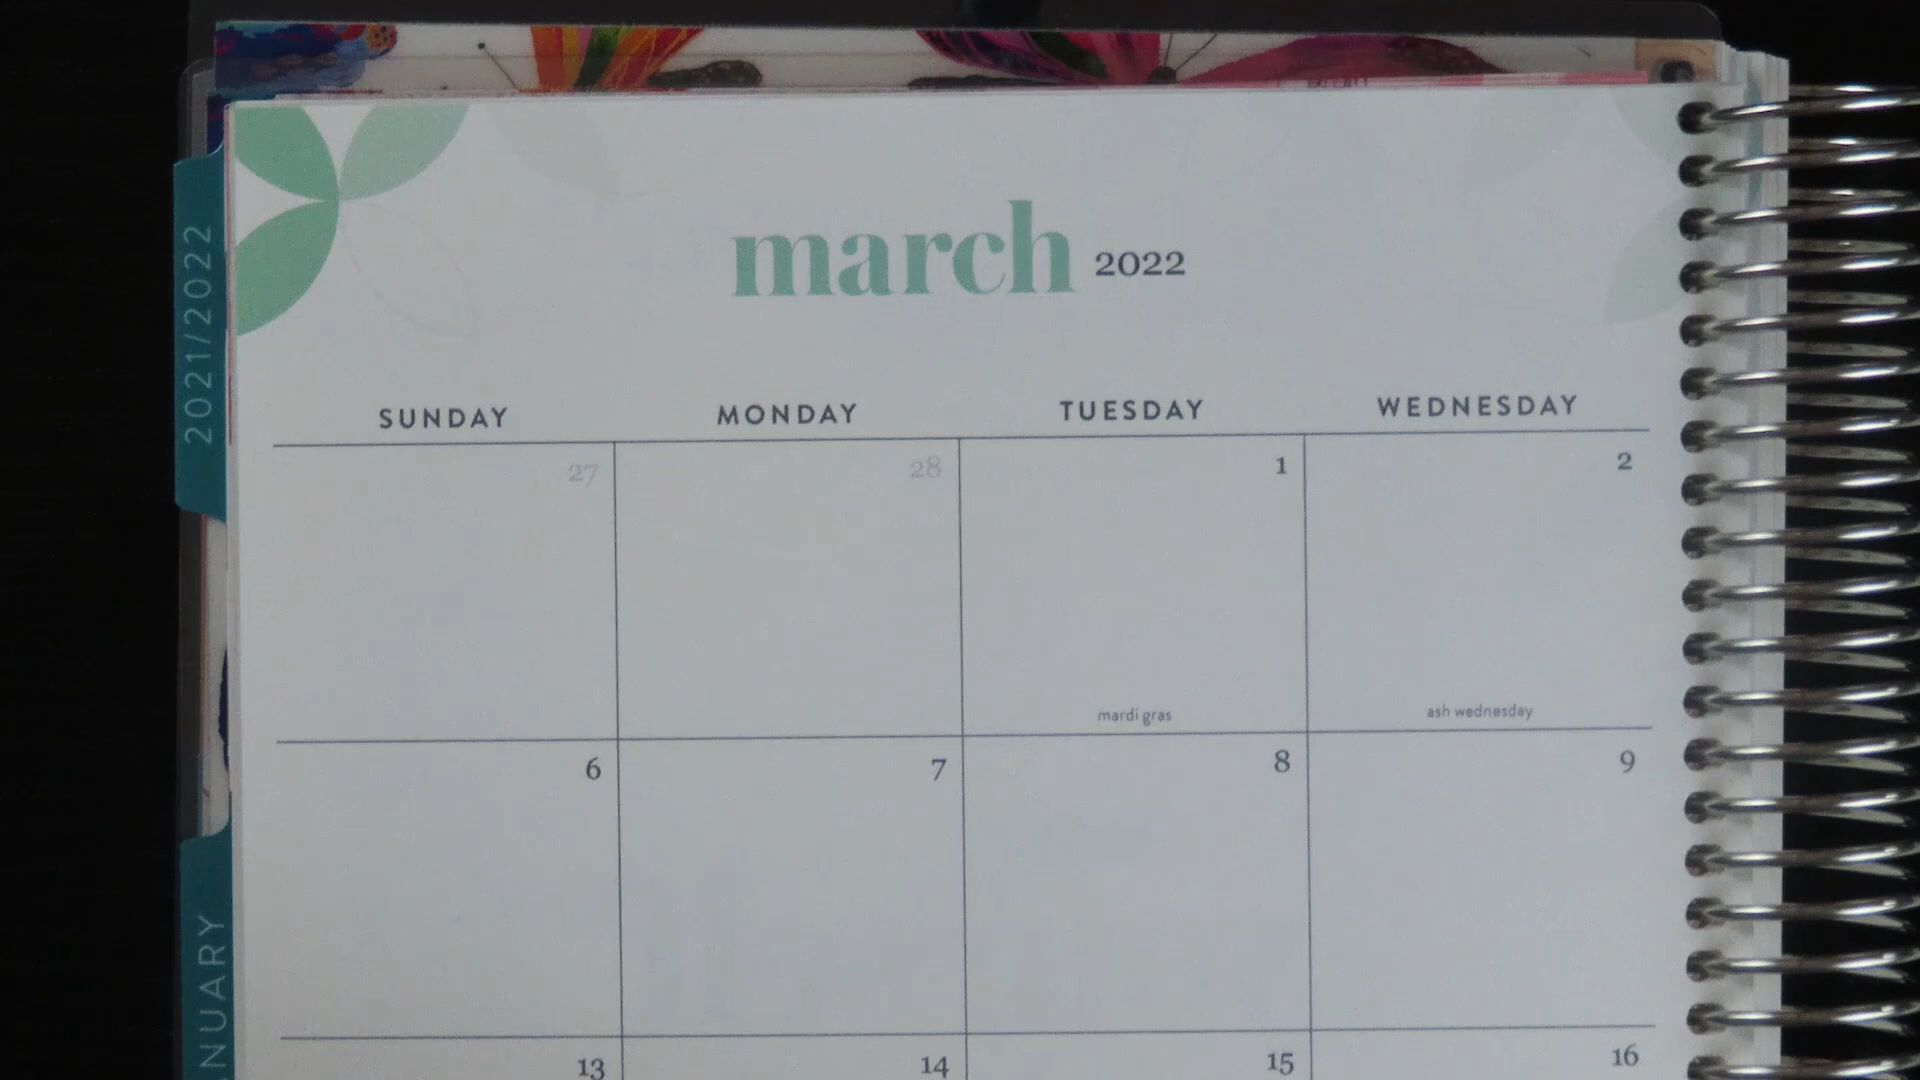 march 2022
SUNDAY MONDAY TUESDAY WEDNESDAY
27 28 1 2
mardi gras ash wednesday
6 7 8 9
13 14 15 16
2021/2022
NUARY